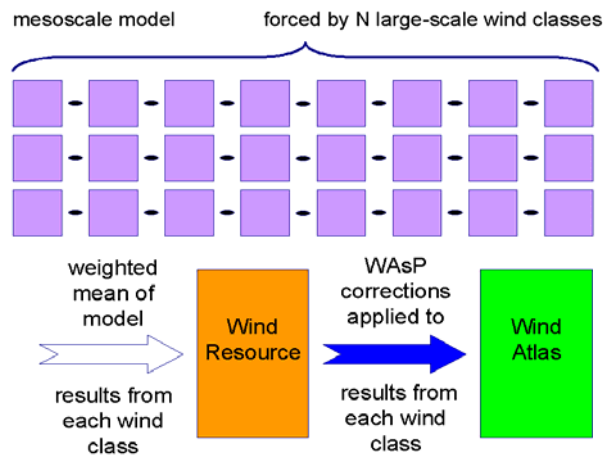 mesoscale model
forced by N large-scale wind classes
weighted
mean of
model
results from
each wind
class
Wind
Resource
WAsP
corrections
applied to
results from
each wind
class
Wind
Atlas